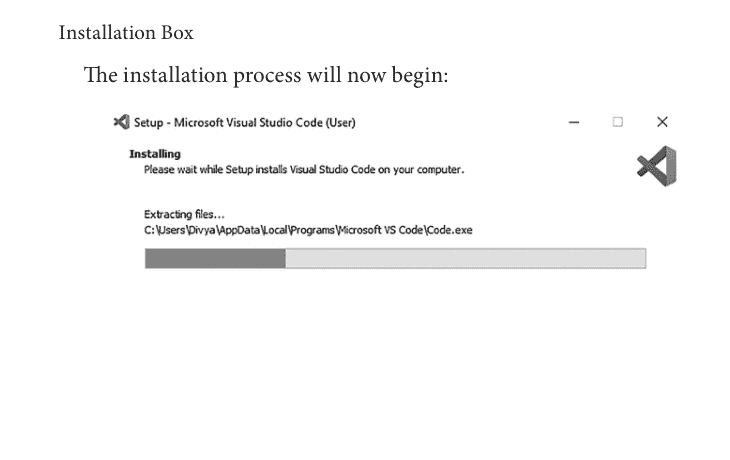 Installation Box
The installation process will now begin:
Setup - Microsoft Visual Studio Code (User)
Installing
Please wait while Setup installs Visual Studio Code on your computer.
Extracting files...
C:\Users\Divya\AppData\Local\Programs\Microsoft VS Code\Code.exe